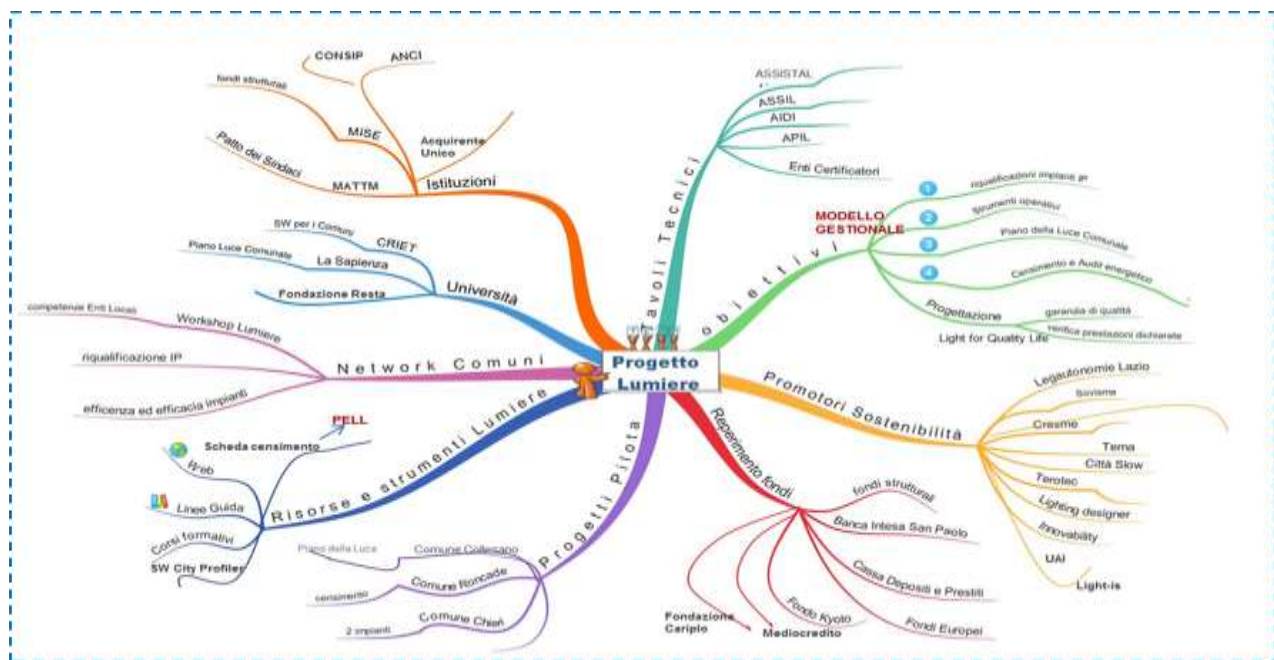 CONSIP
ANCI
fondi strutturali
MiSE
Acquirente
Unico
Patto dei Sindaci
MATTM
Istituzioni
SW per i Comuni
CRIET
Piano Luce Comunale
La Sapienza
Fondazione Resta
Università
competenze Enti Locali
Workshop Lumiere
riqualificazione IP
efficenza ed efficacia impianti
Network Comuni
PELL
Scheda censimento
Web
Linee Guida
Corsi formativi
SW City Profiler
Risorse e strumenti Lumiere
Piano della Luce
Comune Collesano
censimento
Comune Roncade
2 impianti
Comune Chieri
Progetti Pilota
Progetto
Lumiere
Tavoli Tecnici
ASSISTAL
ASSIL
AIDI
APIL
Enti Certificatori
obiettivi
MODELLO
GESTIONALE
1
riqualificazioni impianti IP
2
Strumenti operativi
3
Piano della Luce Comunale
4
Censimento e Audit energetico
Progettazione
Light for Quality Life
garanzia di qualità
verifica prestazioni dichiarate
Promotori Sostenibilità
Legautonomie Lazio
Cresme
Terna
Città Slow
Terotec
Lighting designer
Innovability
UAI
Light-is
Reperimento fondi
fondi strutturali
Banca Intesa San Paolo
Cassa Depositi e Prestiti
Fondi Europei
Fondo Kyoto
Mediocredito
Fondazione
Cariplo